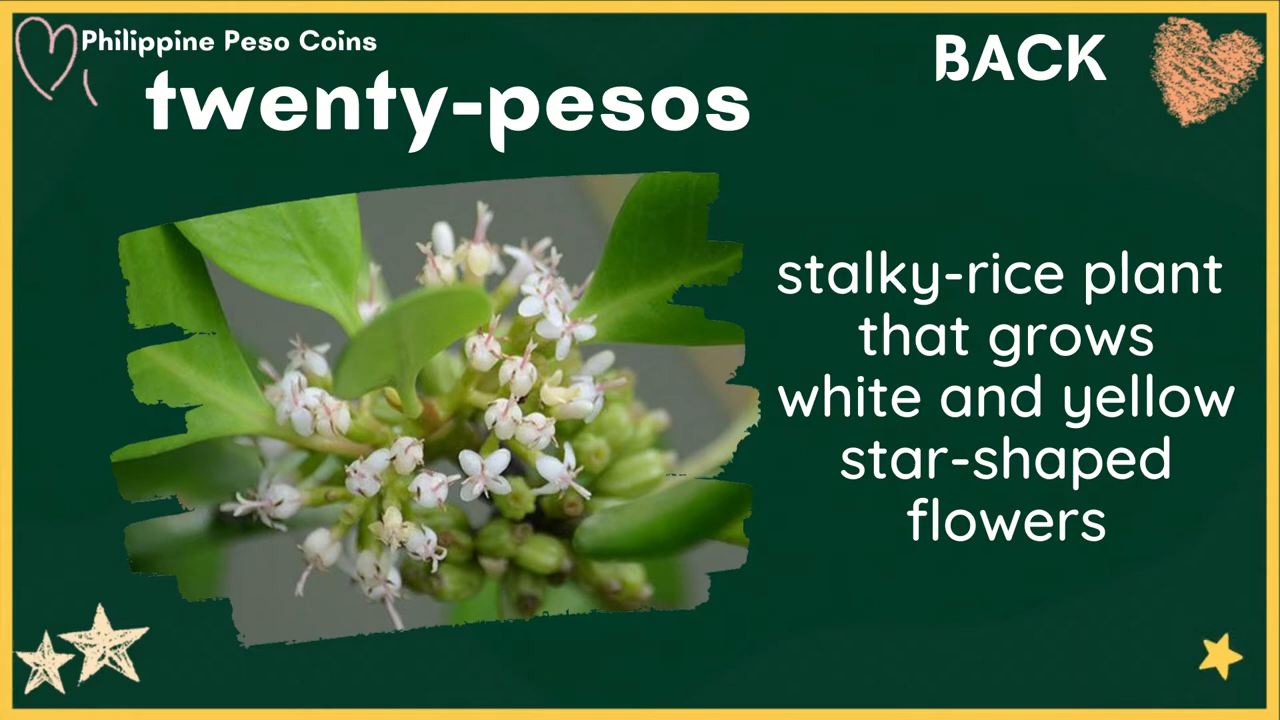 Philippine Peso Coins
twenty-pesos
BACK
stalky-rice plant
that grows
white and yellow
star-shaped
flowers